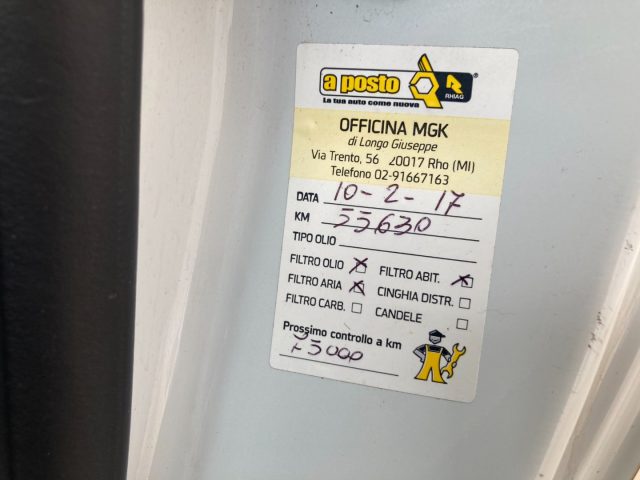 a posto
RHIAG
La tua auto come nuova
OFFICINA MGK
di Longo Giuseppe
Via Trento, 56 20017 Rho (MI)
Telefono 02-91667163
DATA 10-2-17
KM 55630
TIPO OLIO
FILTRO OLIO X FILTRO ABIT. X
FILTRO ARIA X CINGHIA DISTR.
FILTRO CARB. CANDELE
Prossimo controllo a km
75000